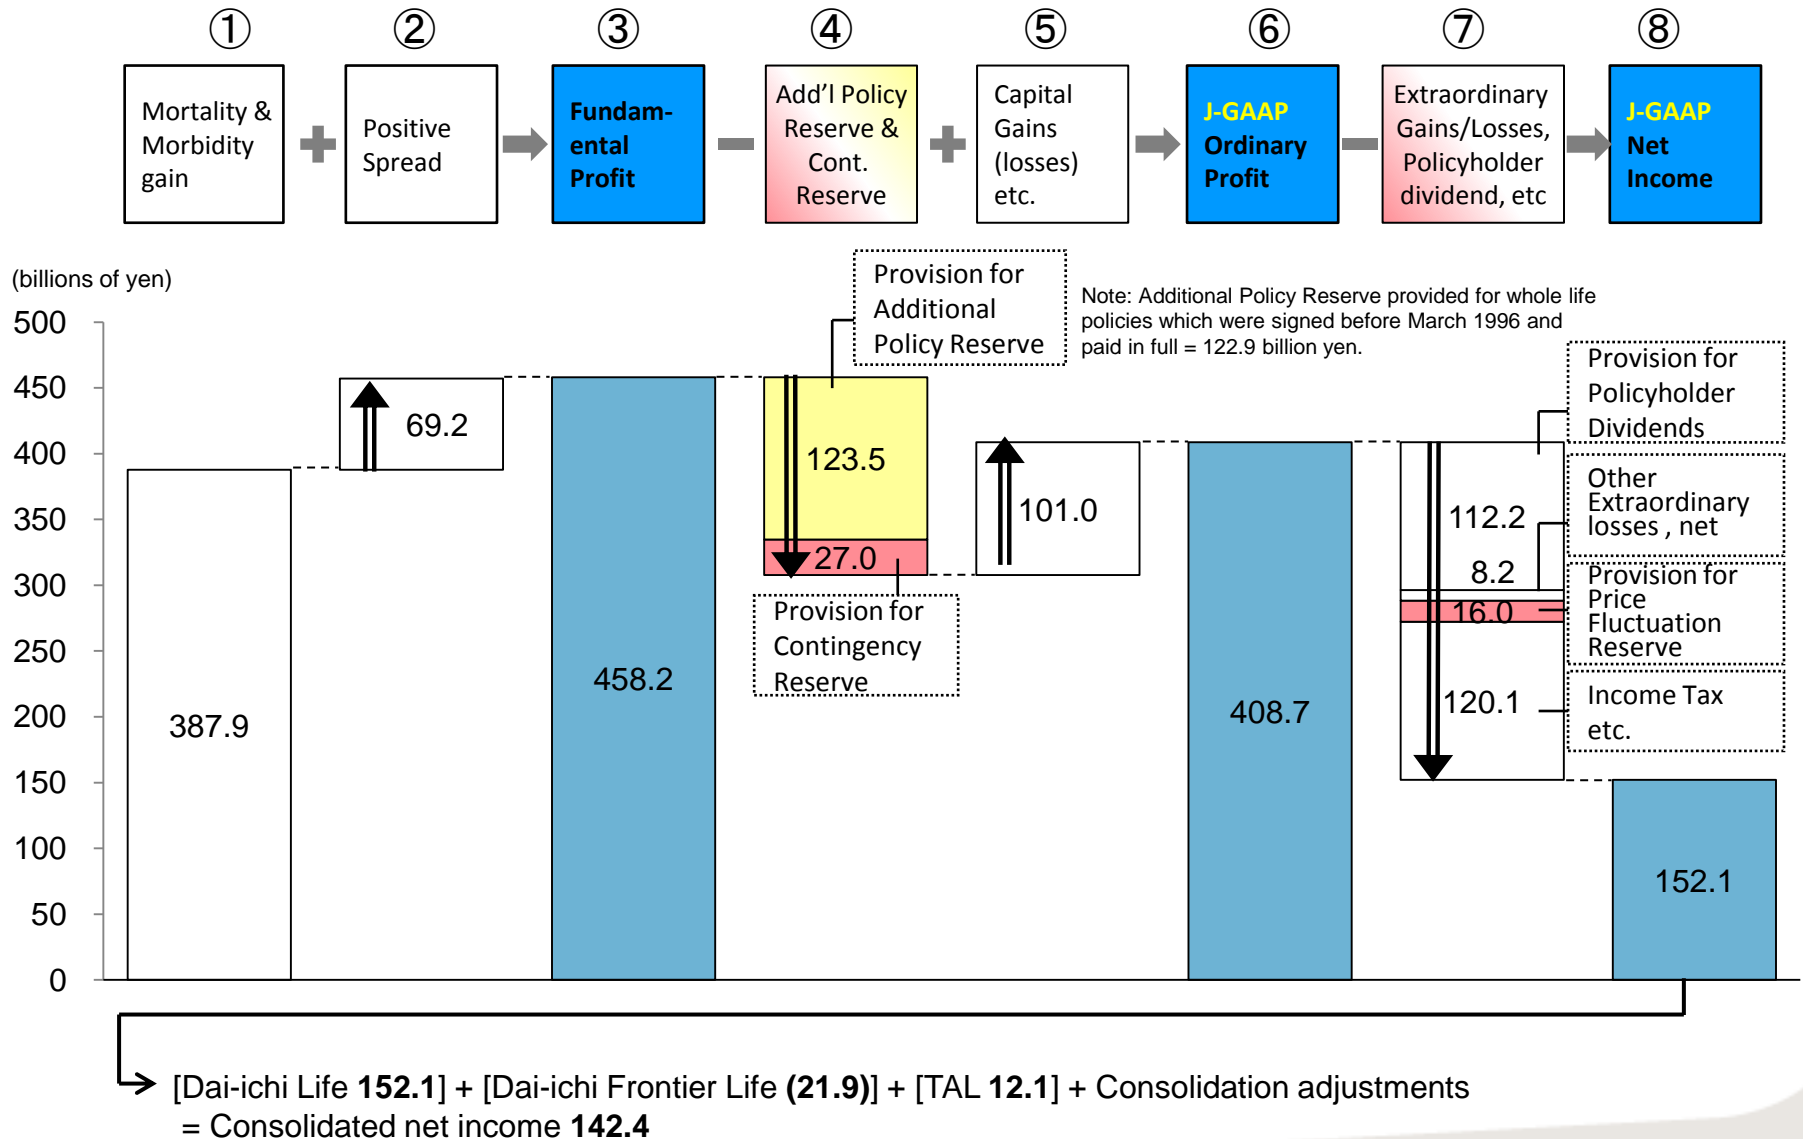 ① ② ③ ④ ⑤ ⑥ ⑦ ⑧
Mortality &
Morbidity
gain
Positive
Spread
Fundam-
ental
Profit
Add'l Policy
Reserve &
Cont.
Reserve
Capital
Gains
(losses)
etc.
J-GAAP
Ordinary
Profit
Extraordinary
Gains/Losses,
Policyholder
dividend, etc
J-GAAP
Net
Income
(billions of yen)
Provision for
Additional
Policy Reserve
Note: Additional Policy Reserve provided for whole life
policies which were signed before March 1996 and
paid in full = 122.9 billion yen.
500
450
400
350
300
250
200
150
100
50
0
387.9
69.2
458.2
123.5
27.0
Provision for
Contingency
Reserve
101.0
408.7
112.2
8.2
16.0
120.1
Provision for
Policyholder
Dividends
Other
Extraordinary
losses , net
Provision for
Price
Fluctuation
Reserve
Income Tax
etc.
152.1
[Dai-ichi Life 152.1] + [Dai-ichi Frontier Life (21.9)] + [TAL 12.1] + Consolidation adjustments
= Consolidated net income 142.4